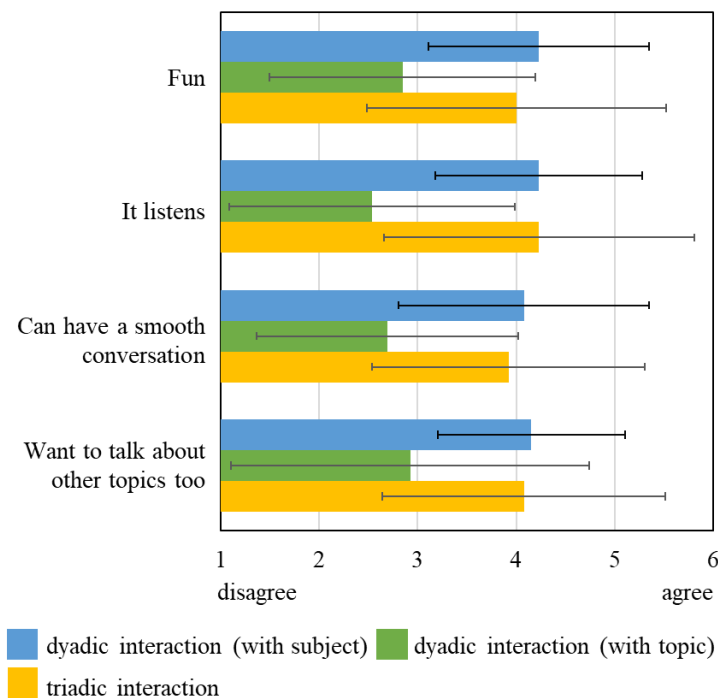 Fun
It listens
Can have a smooth
conversation
Want to talk about
other topics too
1 2 3 4 5 6
disagree agree
dyadic interaction (with subject) dyadic interaction (with topic)
triadic interaction